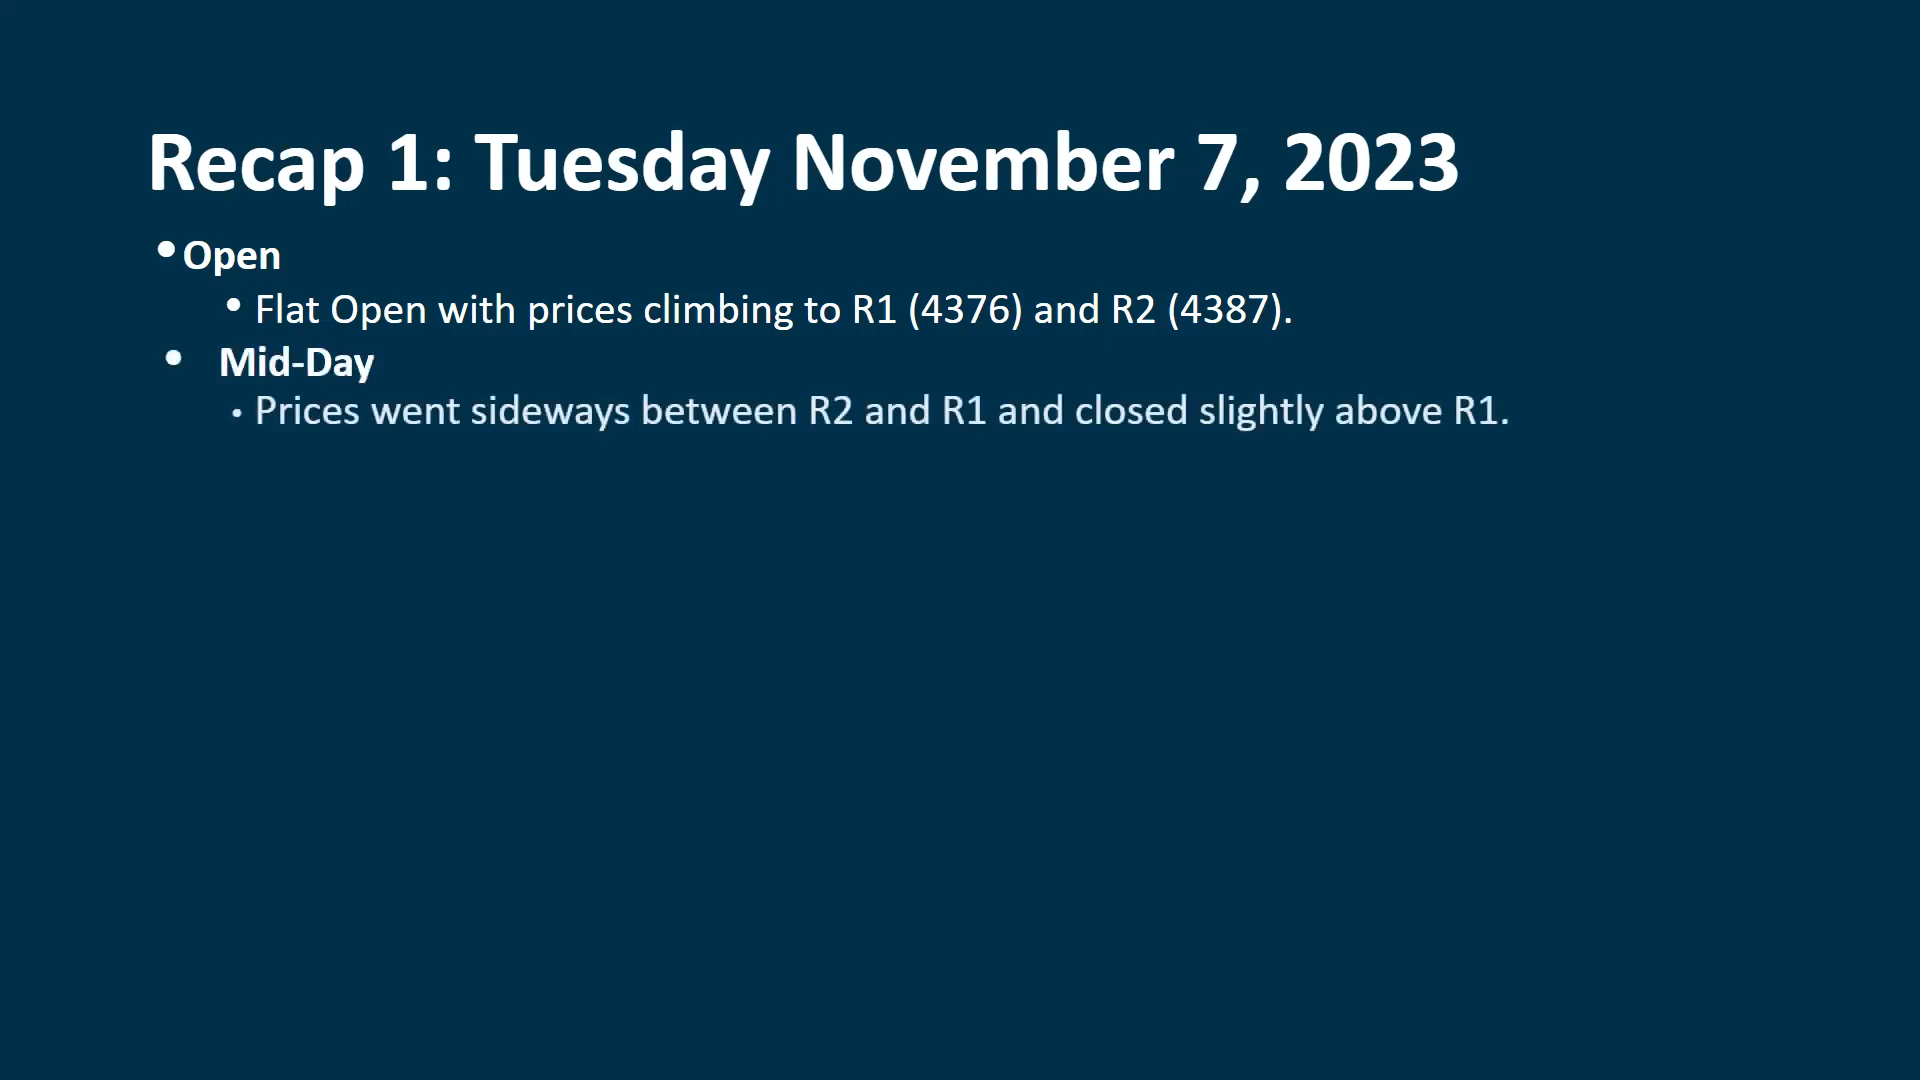 Recap 1: Tuesday November 7, 2023
•Open
• Flat Open with prices climbing to R1 (4376) and R2 (4387).
• Mid-Day
• Prices went sideways between R2 and R1 and closed slightly above R1.